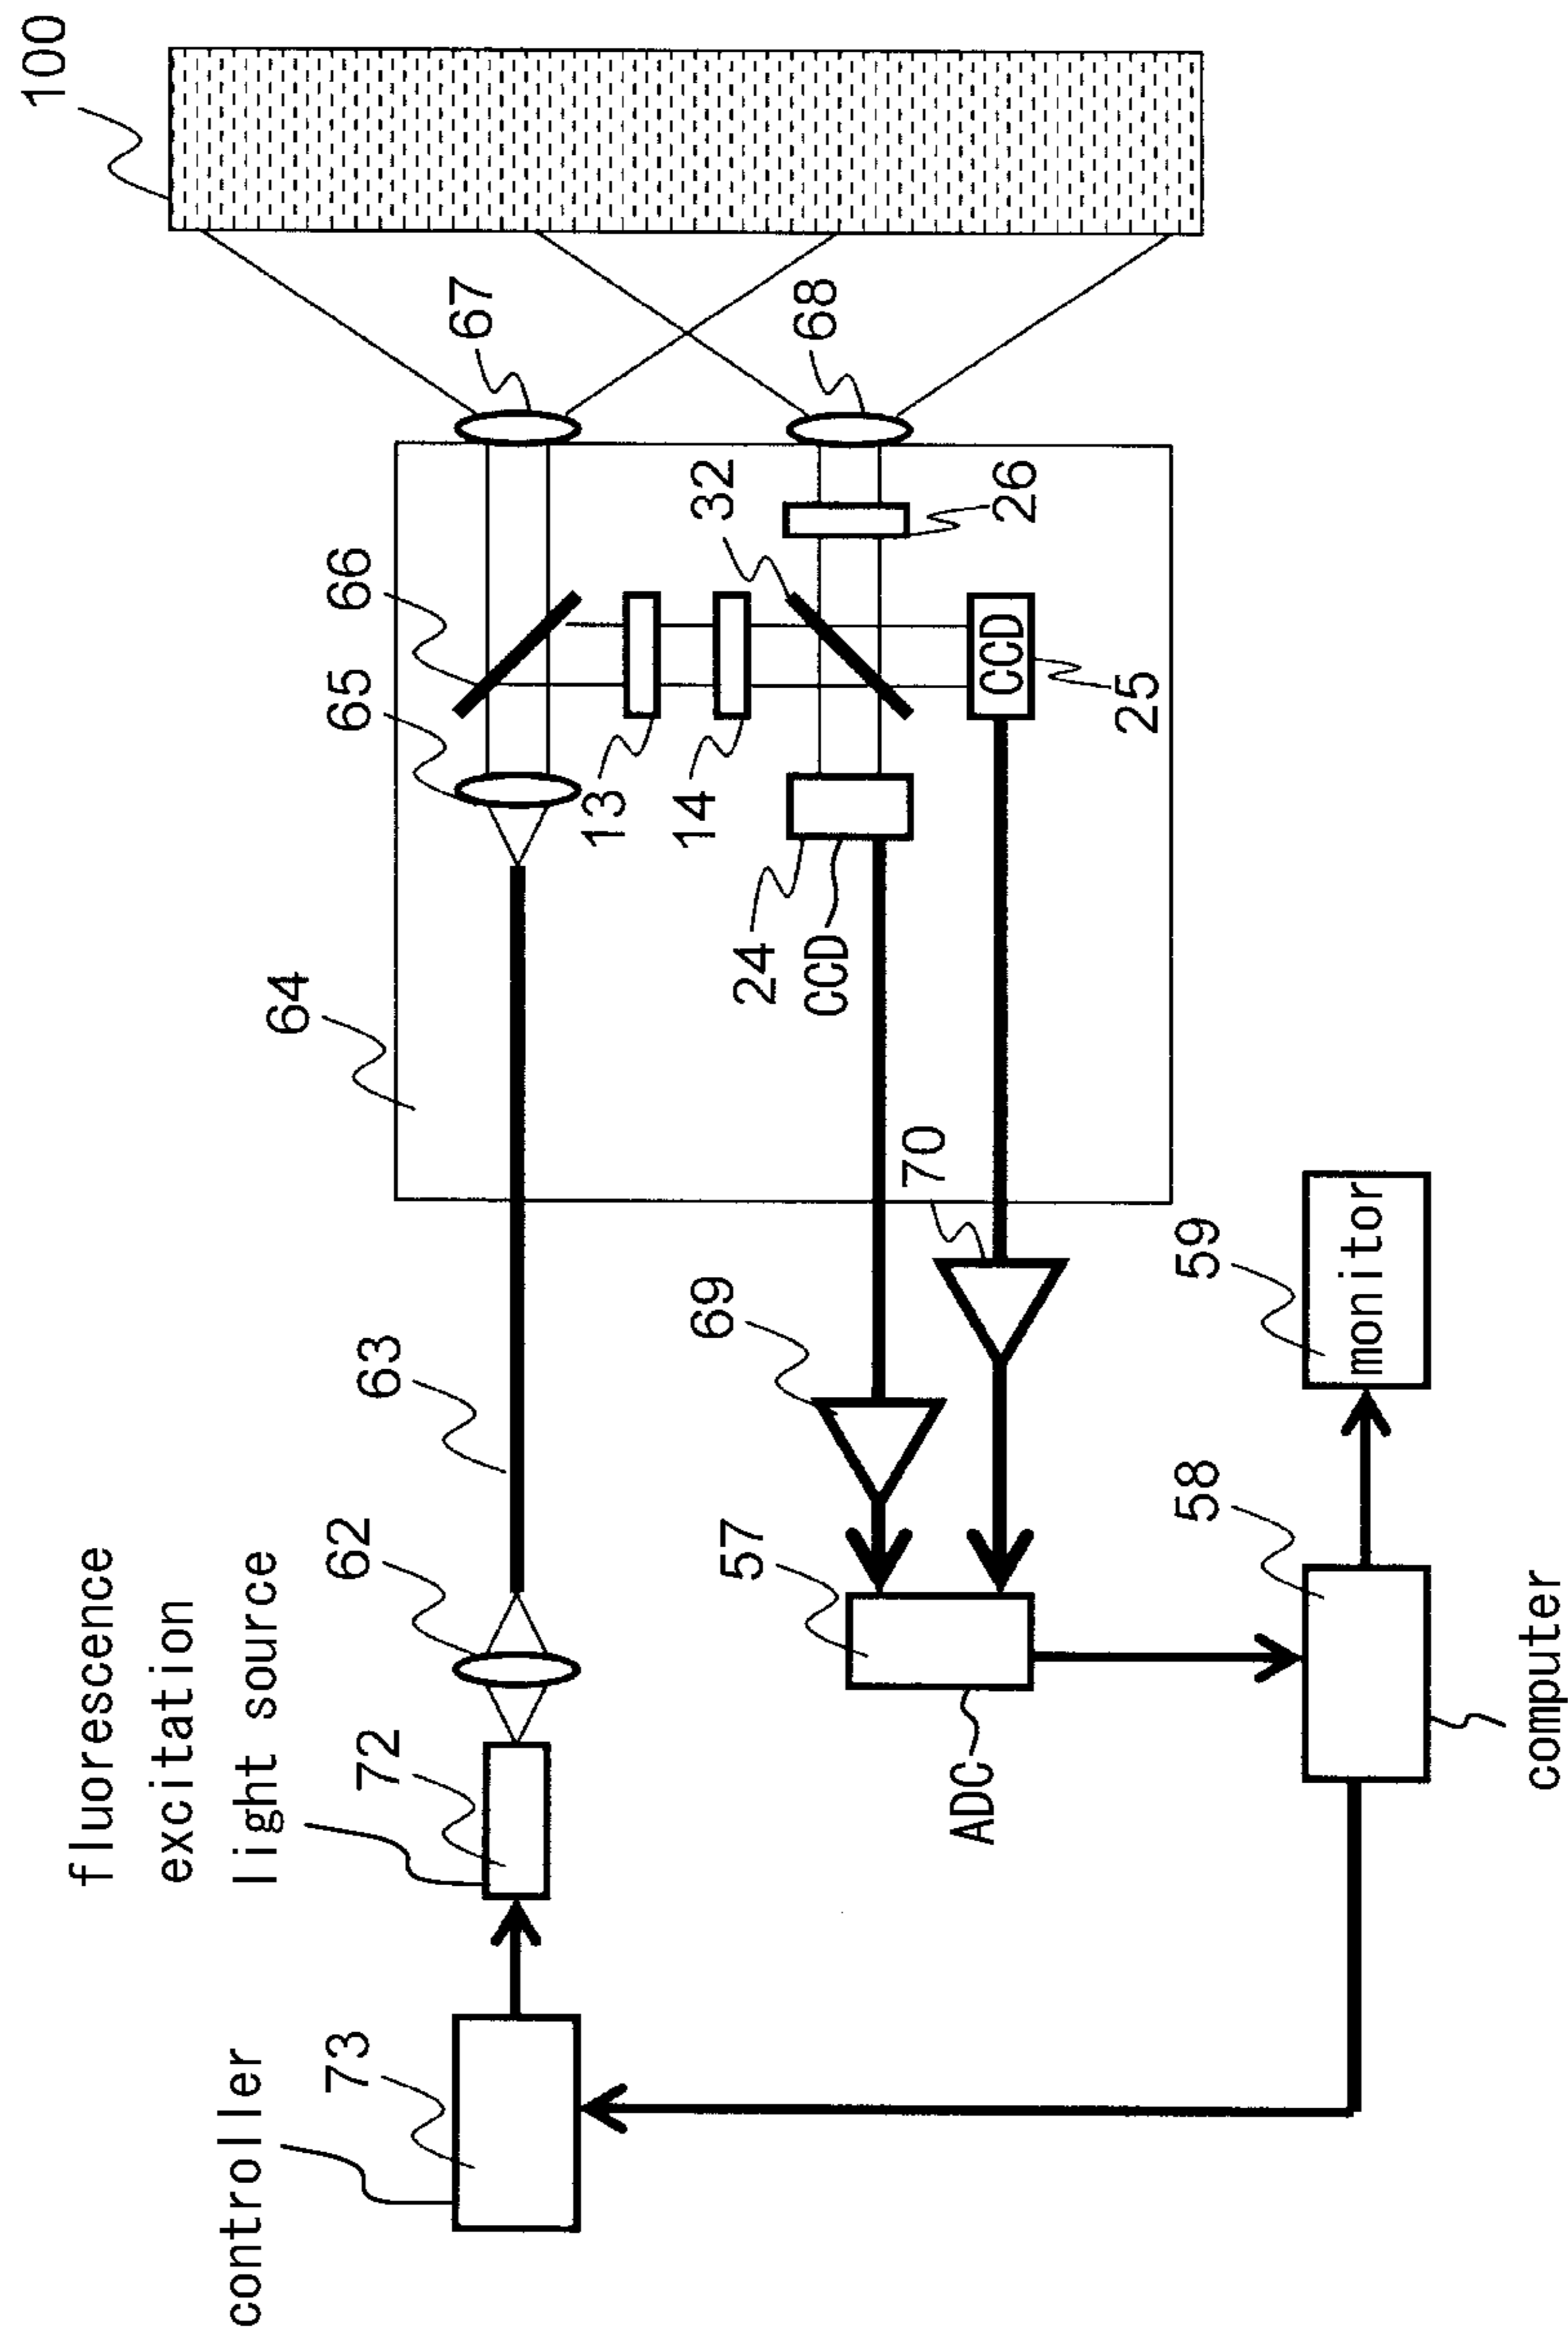 100
fluorescence
excitation
light source
controller
64
73
72
62
63
65
66
67
13
14
69
32
57
24
68
CCD
70
ADC
CCD
26
25
58
59
monitor
computer